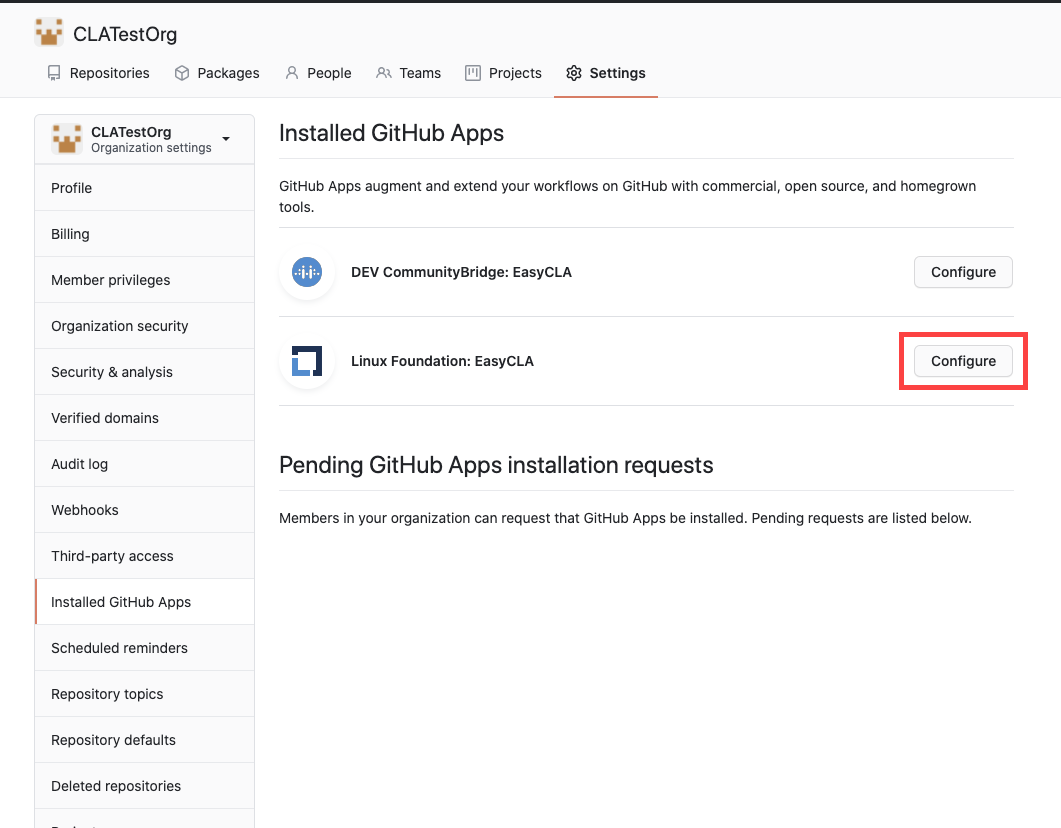 CLATestOrg
Repositories
Packages
People
Teams
Projects
Settings
CLATestOrg
Organization settings
Profile
Billing
Member privileges
Organization security
Security & analysis
Verified domains
Audit log
Webhooks
Third-party access
Installed GitHub Apps
Scheduled reminders
Repository topics
Repository defaults
Deleted repositories
Installed GitHub Apps
GitHub Apps augment and extend your workflows on GitHub with commercial, open source, and homegrown
tools.
DEV CommunityBridge: EasyCLA
Configure
Linux Foundation: EasyCLA
Configure
Pending GitHub Apps installation requests
Members in your organization can request that GitHub Apps be installed. Pending requests are listed below.